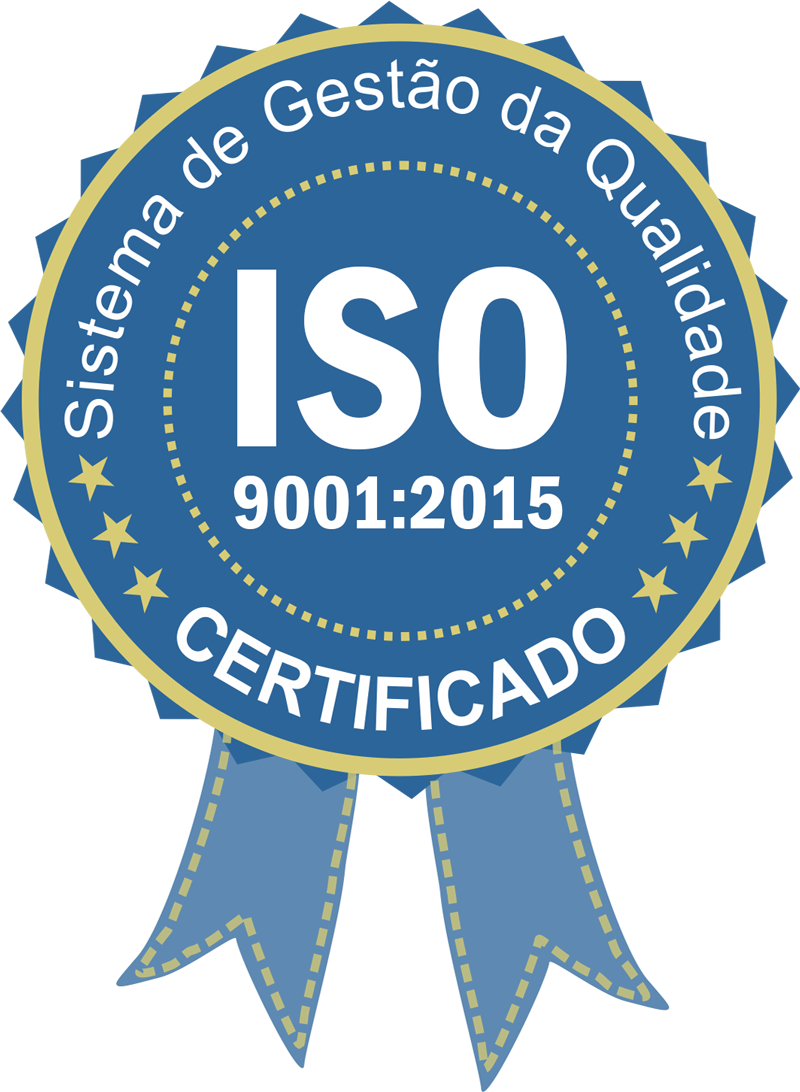 Sistema de Gestão da Qualidade
ISO
9001:2015
CERTIFICADO